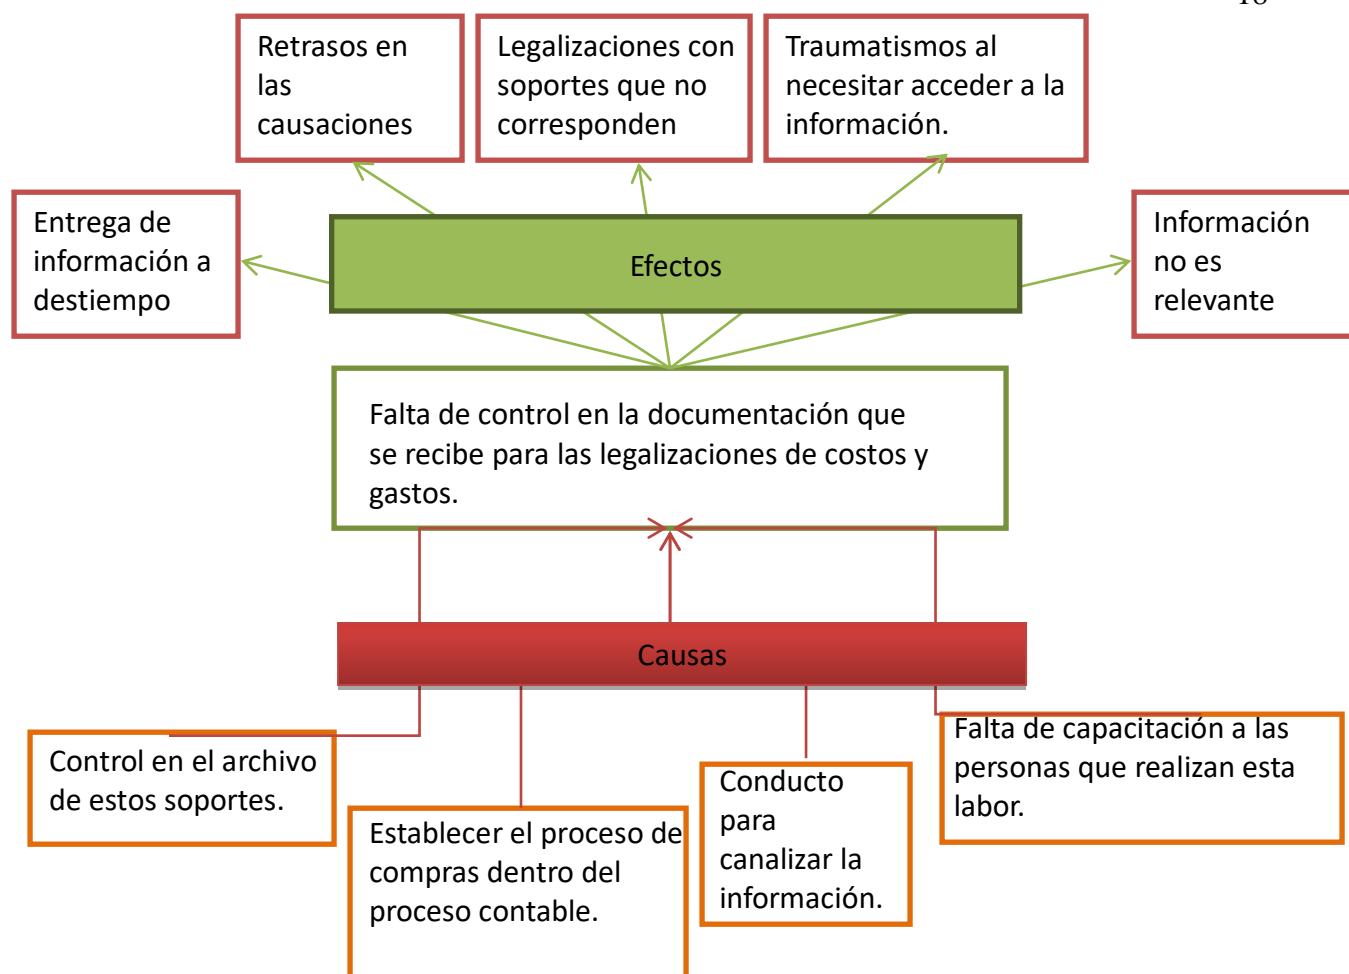 Retrasos en
las
causaciones
Legalizaciones con
soportes que no
corresponden
Traumatismos al
necesitar acceder a la
información.
Entrega de
información a
destiempo
Efectos
Información
no es
relevante
Falta de control en la documentación que
se recibe para las legalizaciones de costos y
gastos.
Causas
Control en el archivo
de estos soportes.
Establecer el proceso de
compras dentro del
proceso contable.
Conducto
para
canalizar la
información.
Falta de capacitación a las
personas que realizan esta
labor.